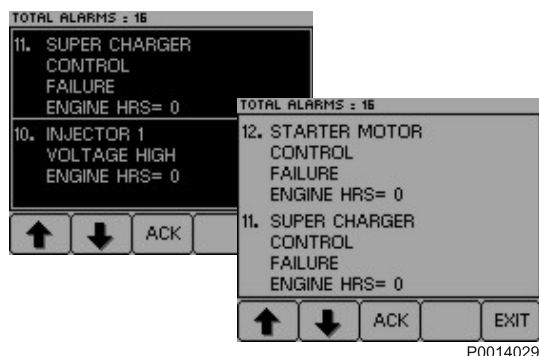 TOTAL ALARMS : 16
11. SUPER CHARGER
CONTROL
FAILURE
ENGINE HRS= 0
10. INJECTOR 1
VOLTAGE HIGH
ENGINE HRS= 0
ACK
TOTAL ALARMS : 16
12. STARTER MOTOR
CONTROL
FAILURE
ENGINE HRS= 0
11. SUPER CHARGER
CONTROL
FAILURE
ENGINE HRS= 0
ACK EXIT
P0014029